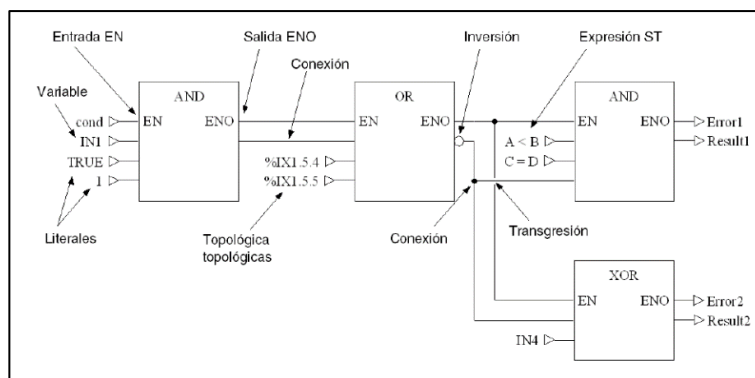 Entrada EN
Salida ENO
Inversión
Expresión ST
Conexión
Variable
AND
OR
AND
cond
EN
ENO
EN
ENO
EN
ENO
Error1
IN1
A < B
Result1
TRUE
%IX1.5.4
C = D
1
%IX1.5.5
Literales
Topológica
topológicas
Conexión
Transgresión
XOR
EN
ENO
Error2
Result2
IN4